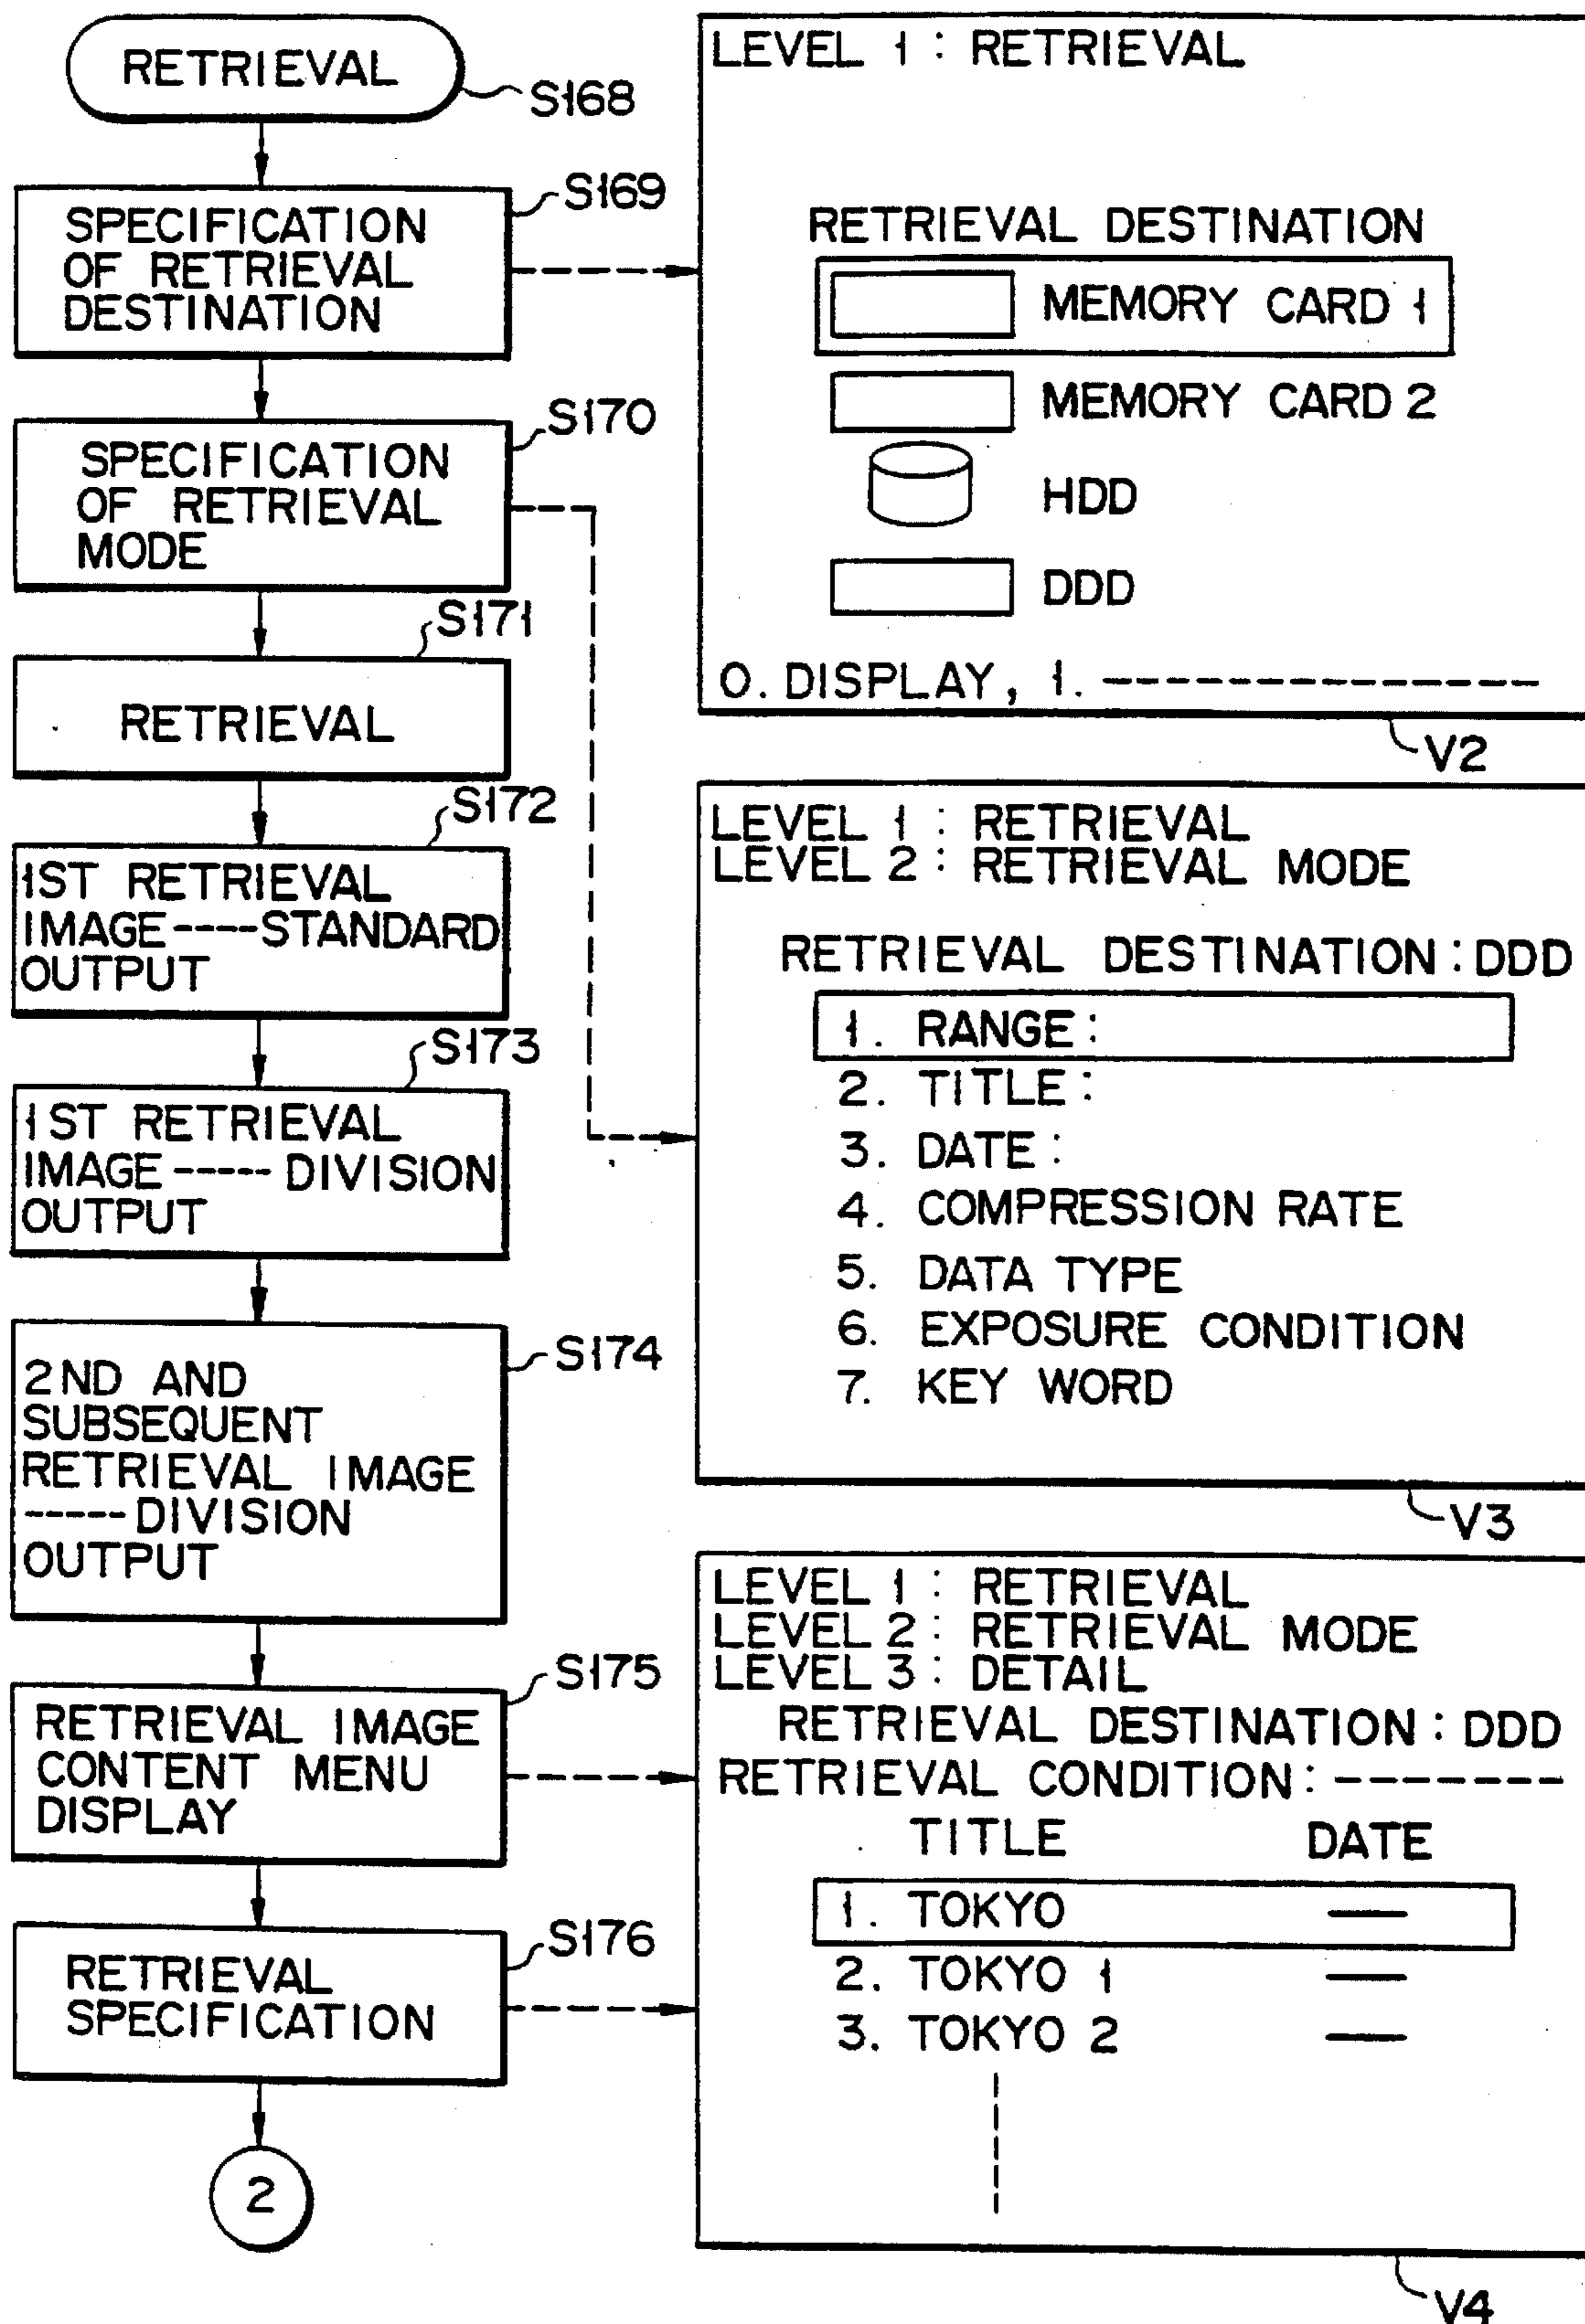 RETRIEVAL
S168
SPECIFICATION
OF RETRIEVAL
DESTINATION
S169
SPECIFICATION
OF RETRIEVAL
MODE
S170
RETRIEVAL
S171
1ST RETRIEVAL
IMAGE----STANDARD
OUTPUT
S172
1ST RETRIEVAL
IMAGE-----DIVISION
OUTPUT
S173
2ND AND
SUBSEQUENT
RETRIEVAL IMAGE
-----DIVISION
OUTPUT
S174
RETRIEVAL IMAGE
CONTENT MENU
DISPLAY
S175
RETRIEVAL
SPECIFICATION
S176
2
LEVEL 1 : RETRIEVAL
RETRIEVAL DESTINATION
MEMORY CARD 1
MEMORY CARD 2
HDD
DDD
0. DISPLAY, 1. ---------------
V2
LEVEL 1 : RETRIEVAL
LEVEL 2 : RETRIEVAL MODE
RETRIEVAL DESTINATION : DDD
1. RANGE :
2. TITLE :
3. DATE :
4. COMPRESSION RATE
5. DATA TYPE
6. EXPOSURE CONDITION
7. KEY WORD
V3
LEVEL 1 : RETRIEVAL
LEVEL 2 : RETRIEVAL MODE
LEVEL 3 : DETAIL
RETRIEVAL DESTINATION : DDD
RETRIEVAL CONDITION : -------
TITLE DATE
1. TOKYO —
2. TOKYO 1 —
3. TOKYO 2 —
V4